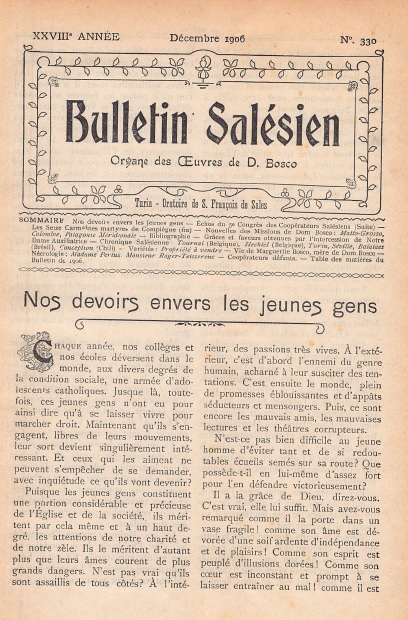 XXVIIIᵉ ANNÉE Décembre 1906 Nº. 330
Bulletin Salésien
Organe des Œuvres de D. Bosco
Turin - Oratoire de S. François de Sales
SOMMAIRE Nos devoirs envers les jeunes gens — Échos du 5e Congrès des Coopérateurs Salésiens (Suite) —
Les Seize Carmélites martyres de Compiègne (fin) — Nouvelles des Missions de Dom Bosco: Matto-Grosso,
Colombie, Patagonie Méridionale — Bibliographie — Grâces et faveurs obtenues par l'intercession de Notre
Dame Auxiliatrice — Chronique Salésienne Tournai (Belgique), Hechtel (Belgique), Turin, Séville,
(Brésil), Conception (Chili) — Variétés: Propriété à vendre — Vie de Marguerite Bosco, mère de Dom Bosco —
Nécrologie: Madame Monsieur — Coopérateurs défunts. — Table des matières du
Bulletin de 1906.
Nos devoirs envers les jeunes gens
CHAQUE année, nos collèges et
nos écoles déversent dans le
monde, aux divers degrés de
la condition sociale, une armée d'ado-
lescents catholiques. Jusque là, toute-
fois, ces jeunes gens n'ont eu pour
ainsi dire qu'à se laisser vivre pour
marcher droit. Maintenant qu'ils s'en-
gagent, libres de leurs mouvements,
leur sort devient singulièrement inté-
ressant. Et ceux qui les aiment ne
peuvent s'empêcher de se demander,
avec inquiétude ce qu'ils vont devenir?
Puisque les jeunes gens constituent
une portion considérable et précieuse
de l'Église et de la société, ils méri-
tent par cela même et à un haut de-
gré, les attentions de notre charité et
de notre zèle. Ils le méritent d'autant
plus que leurs âmes courent de plus
grands dangers. N'est pas vrai qu'ils
sont assaillis de tous côtés? À l'inté-
rieur, des passions très vives. À l'exté-
rieur, c'est d'abord l'ennemi du genre
humain, acharné à leur susciter des ten-
tations. C'est ensuite le monde, plein
de promesses éblouissantes et d'appâts
séducteurs et mensongers. Puis, ce sont
encore les mauvais amis, les mauvaises
lectures et les théâtres corrupteurs.
N'est-ce pas bien difficile au jeune
homme d'éviter tant et de si redou-
tables écueils semés sur sa route? Que
possède-t-il en lui-même d'assez fort
pour l'en défendre victorieusement?
Il a la grâce de Dieu, direz-vous.
C'est vrai, elle lui suffit. Mais avez-vous
remarqué comme il la porte dans un
vase fragile! comme son âme est dé-
vorée d'une soif ardente d'indépendance
et de plaisirs! Comme son esprit est
peuplé d'illusions dorées! Comme son
cœur est inconstant et prompt à se
laisser entraîner au mal! comme il est